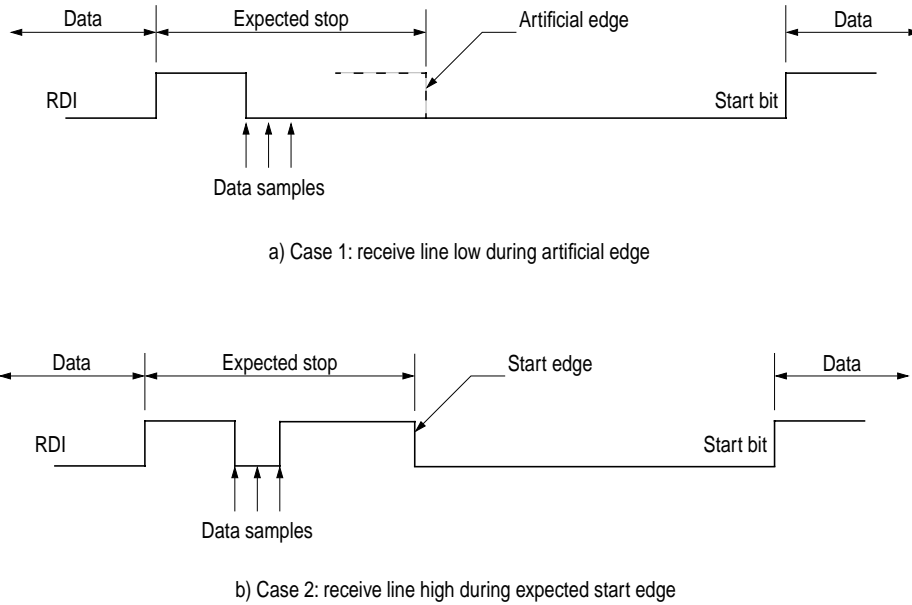 Data
Expected stop
Artificial edge
Data
RDI
Start bit
Data samples
a) Case 1: receive line low during artificial edge
Data
Expected stop
Start edge
Data
RDI
Start bit
Data samples
b) Case 2: receive line high during expected start edge